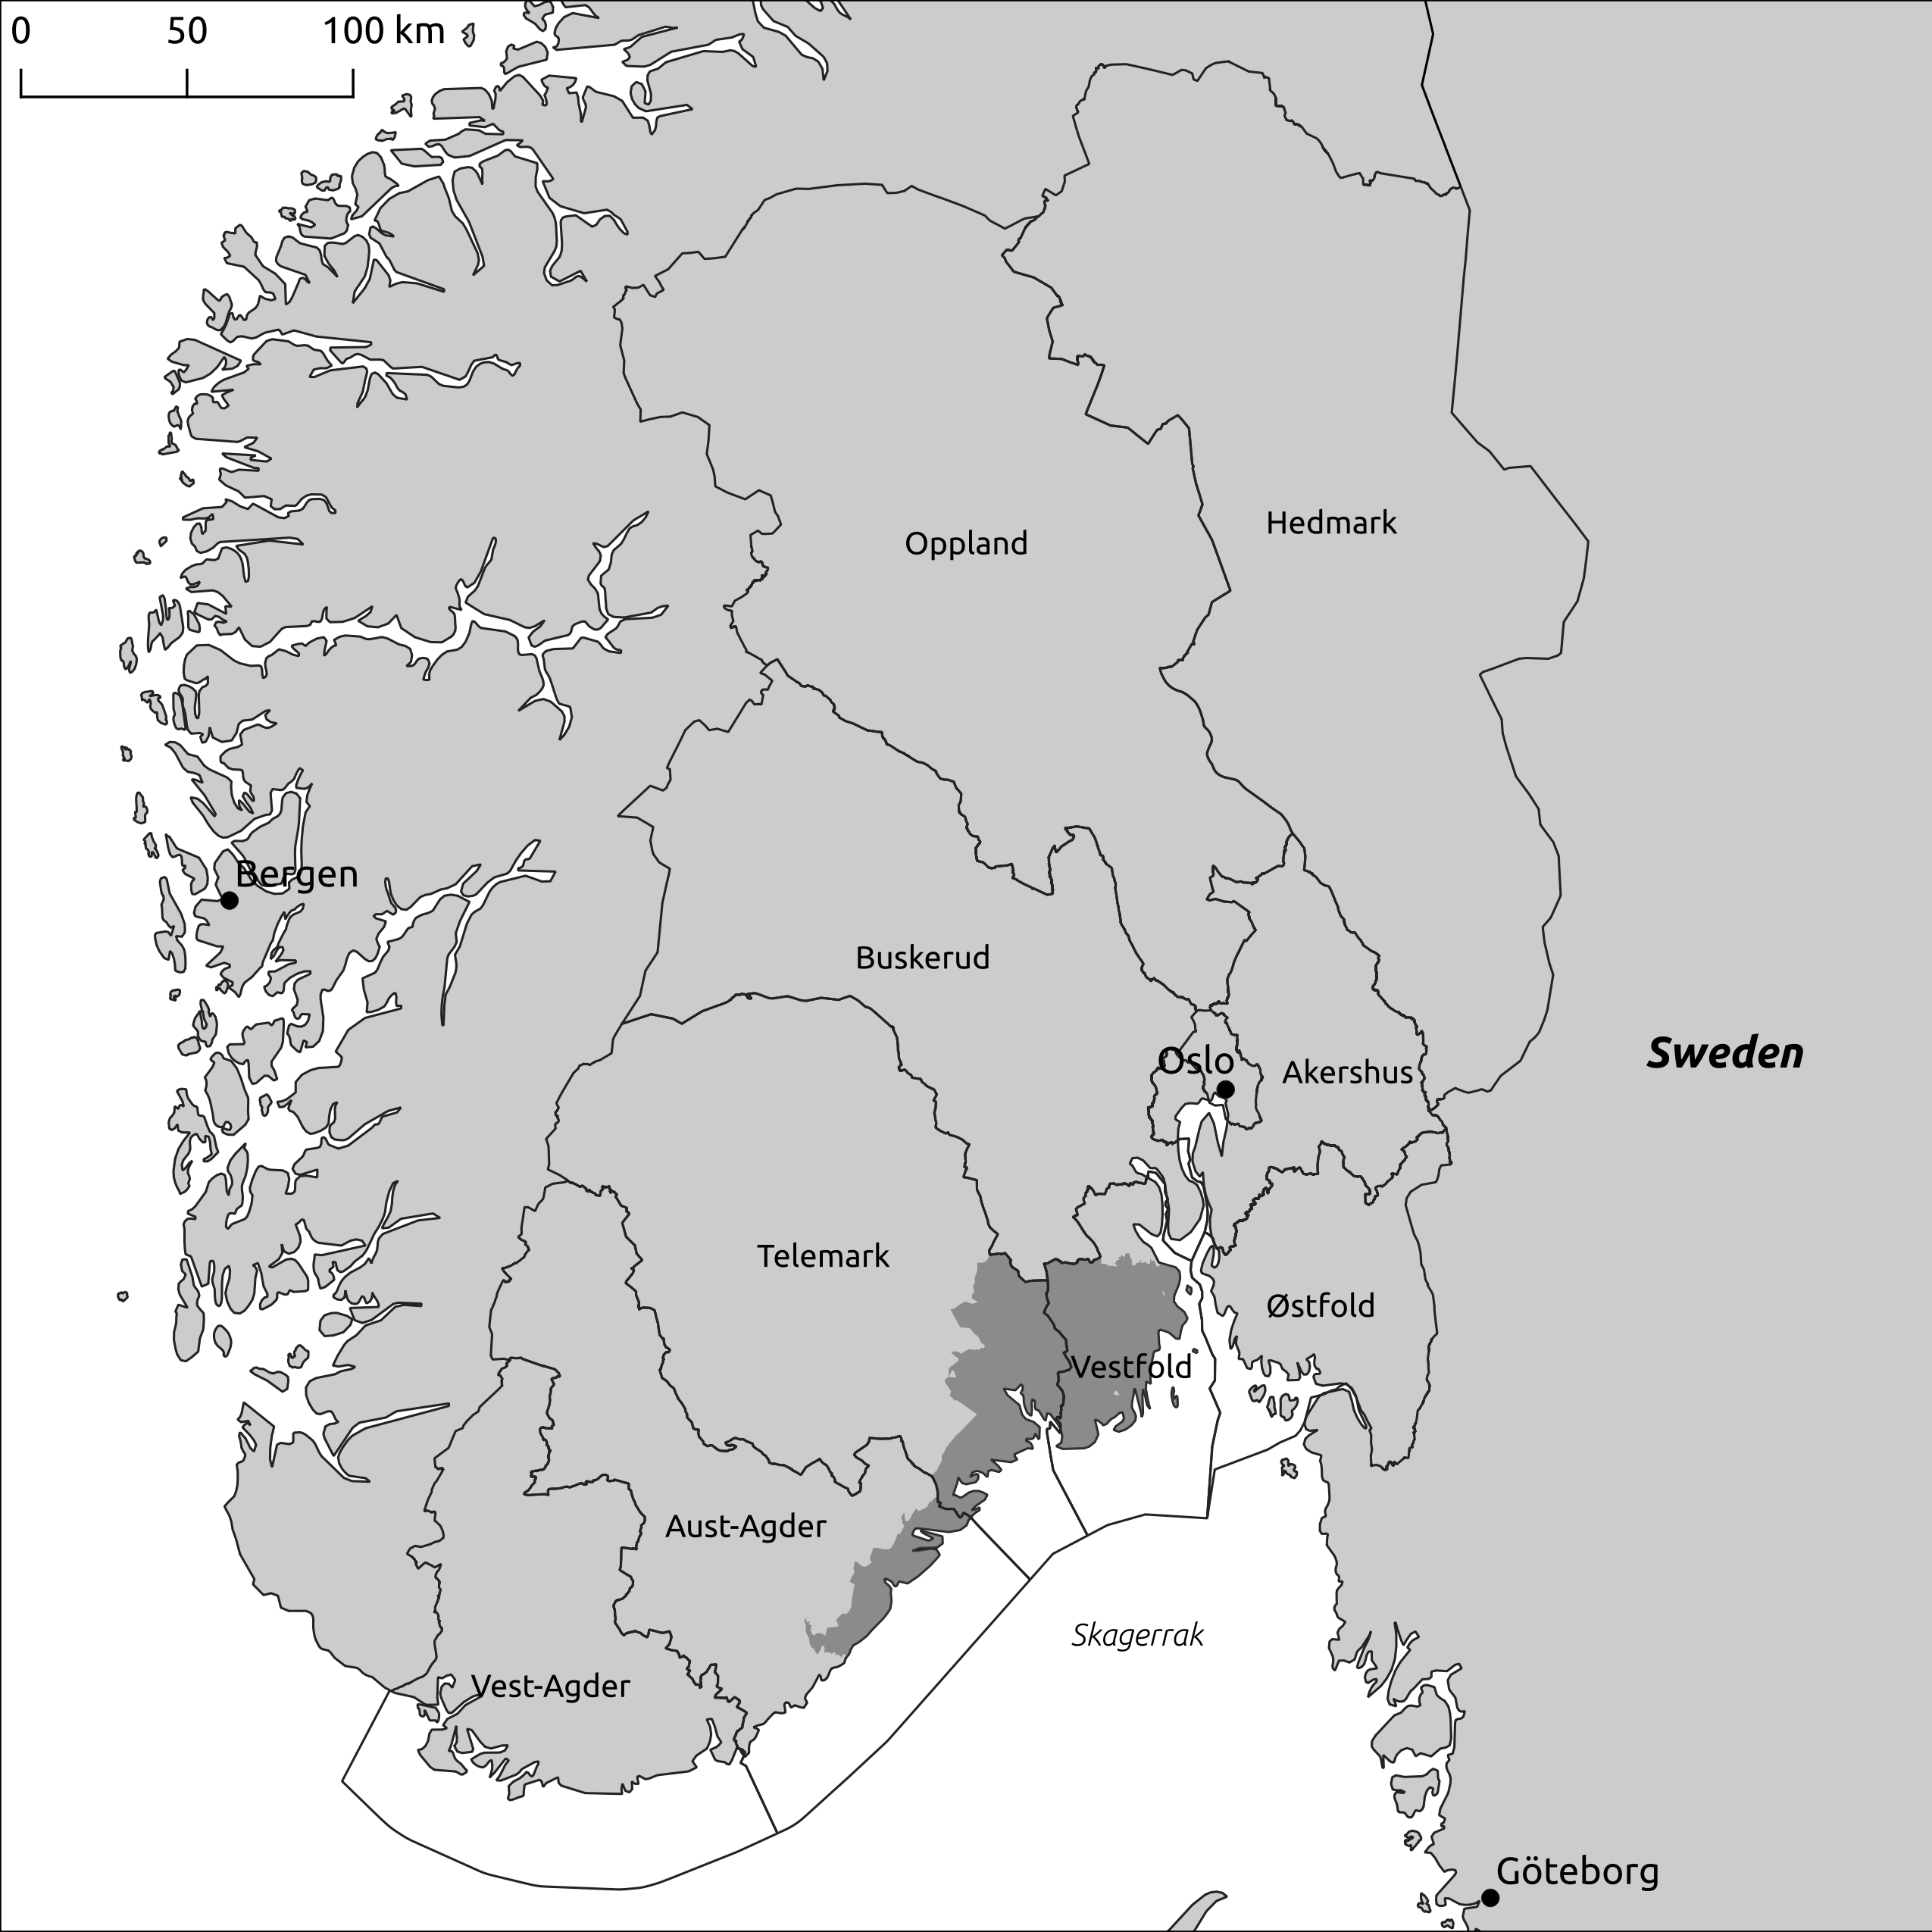 0 50 100 km
Hedmark
Oppland
Bergen
Buskerud
Sweden
Oslo
Akershus
Telemark
Østfold
Vestfold
Aust-Agder
Skagerrak
Vest-Agder
Göteborg